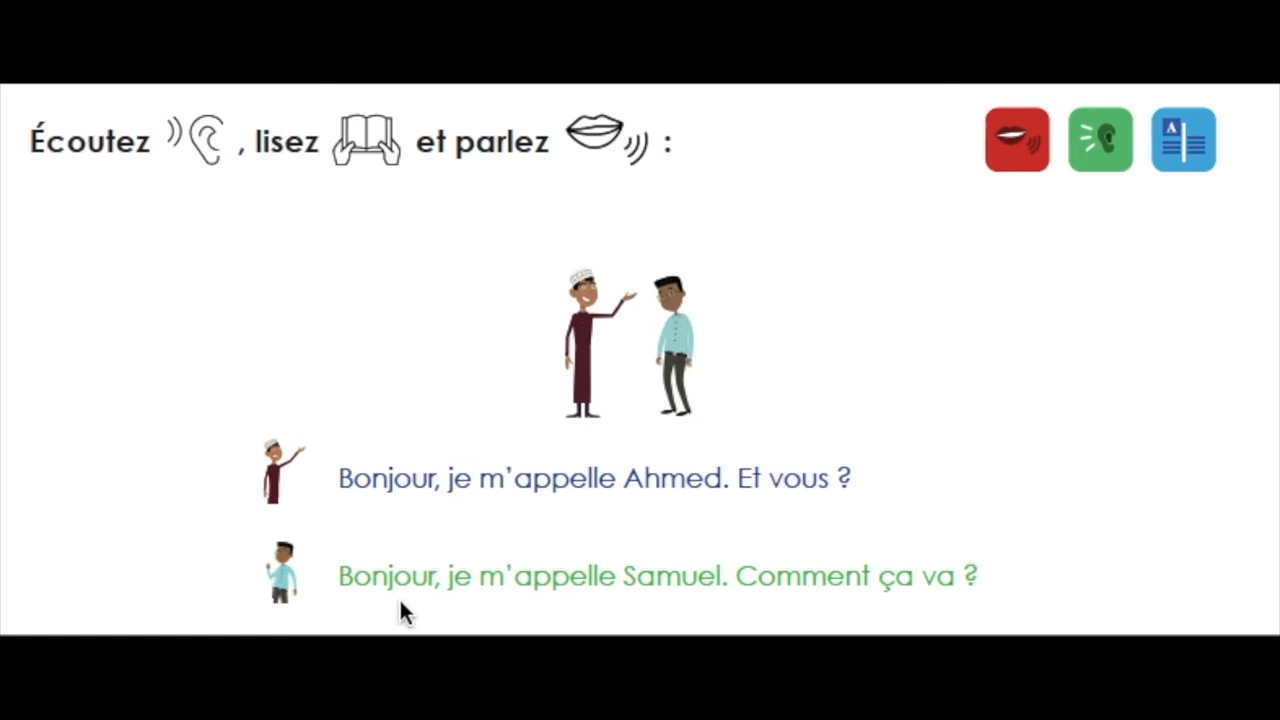 Écoutez , lisez et parlez :
A
Bonjour, je m’appelle Ahmed. Et vous ?
Bonjour, je m’appelle Samuel. Comment ça va ?